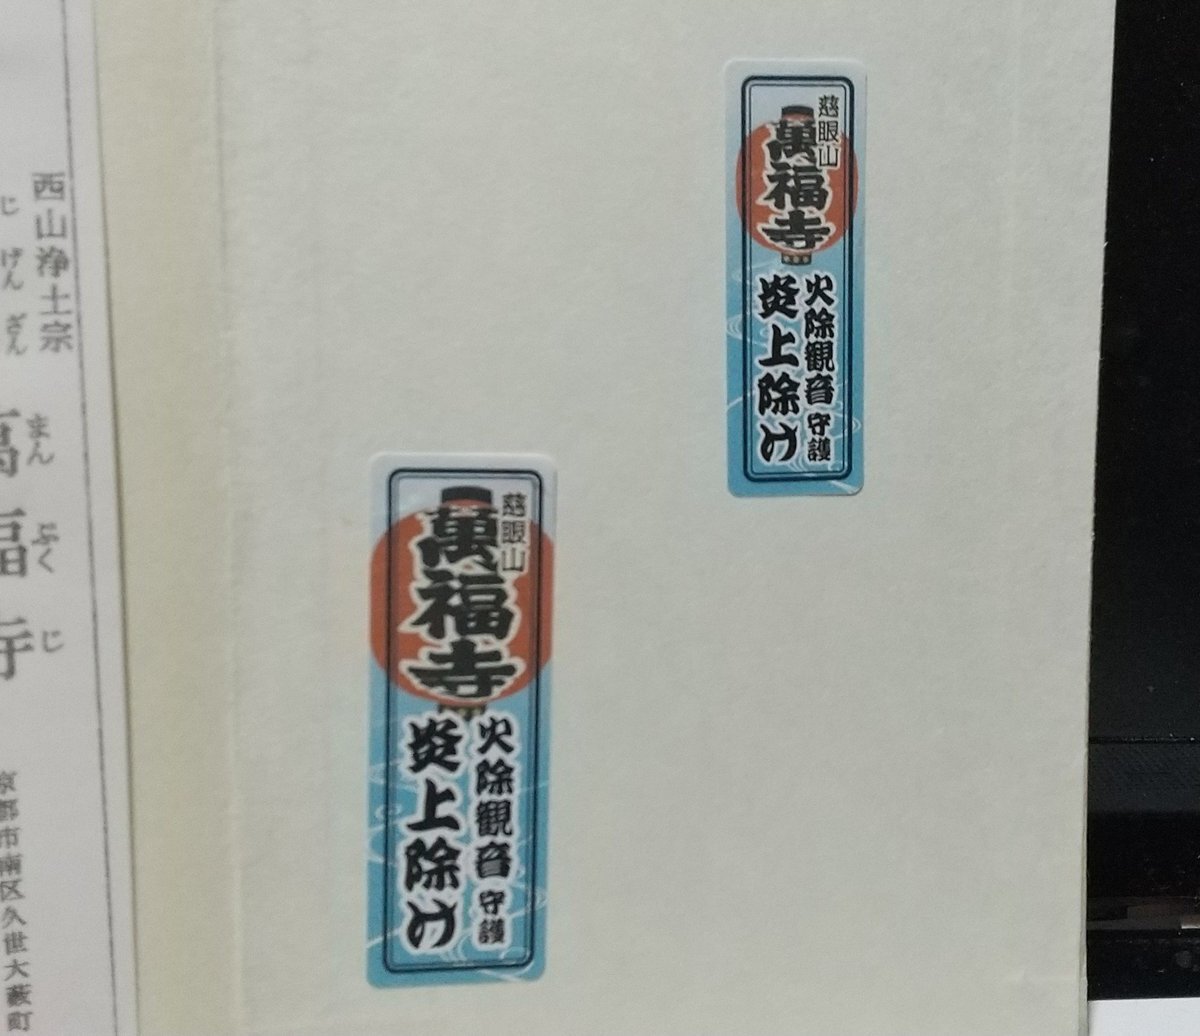 慈眼山
萬福寺
火除観音 守護
炎上除け
慈眼山
萬福寺
火除観音 守護
炎上除け
西山浄土宗
じげんざん
まんぷくじ
萬福寺
京都市南区久世大藪町